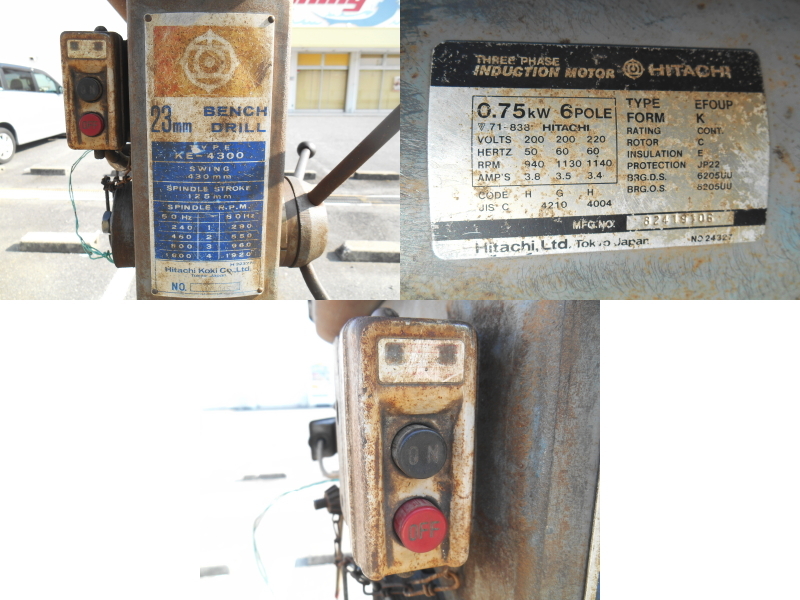 23mm BENCH DRILL
TYPE
KE-4300
SWING
430mm
SPINDLE STROKE
125mm
SPINDLE R.P.M.
50Hz 60Hz
240 1 290
460 2 550
800 3 960
1600 4 1920
Hitachi Koki Co., Ltd.
Tokyo Japan
NO.
THREE PHASE
INDUCTION MOTOR HITACHI
0.75kW 6POLE
71-838 HITACHI
VOLTS 200 200 220
HERTZ 50 60 60
RPM 940 1130 1140
AMP'S 3.8 3.5 3.4
CODE H G H
JIS C 4210 4004
TYPE EFOUP
FORM K
RATING CONT.
ROTOR C
INSULATION E
PROTECTION JP22
BRG.D.S. 6205UU
BRG.O.S. 6205UU
MFG.NO.
Hitachi, Ltd. Tokyo Japan
ON
OFF